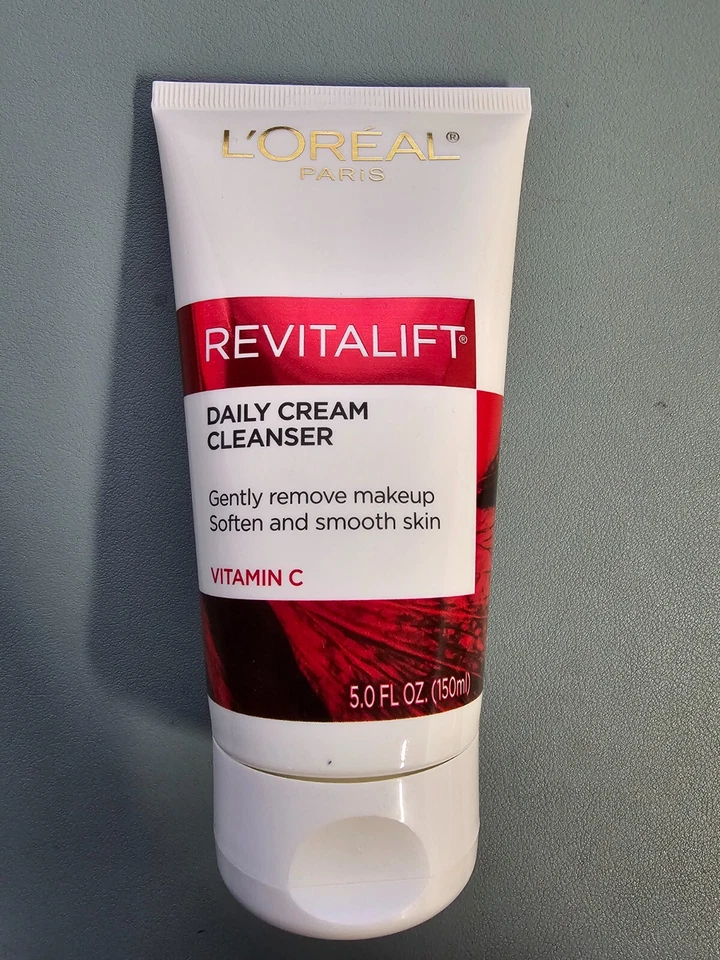 L'ORÉAL®
PARIS
REVITALIFT®
DAILY CREAM
CLEANSER
Gently remove makeup
Soften and smooth skin
VITAMIN C
5.0 FL OZ. (150ml)